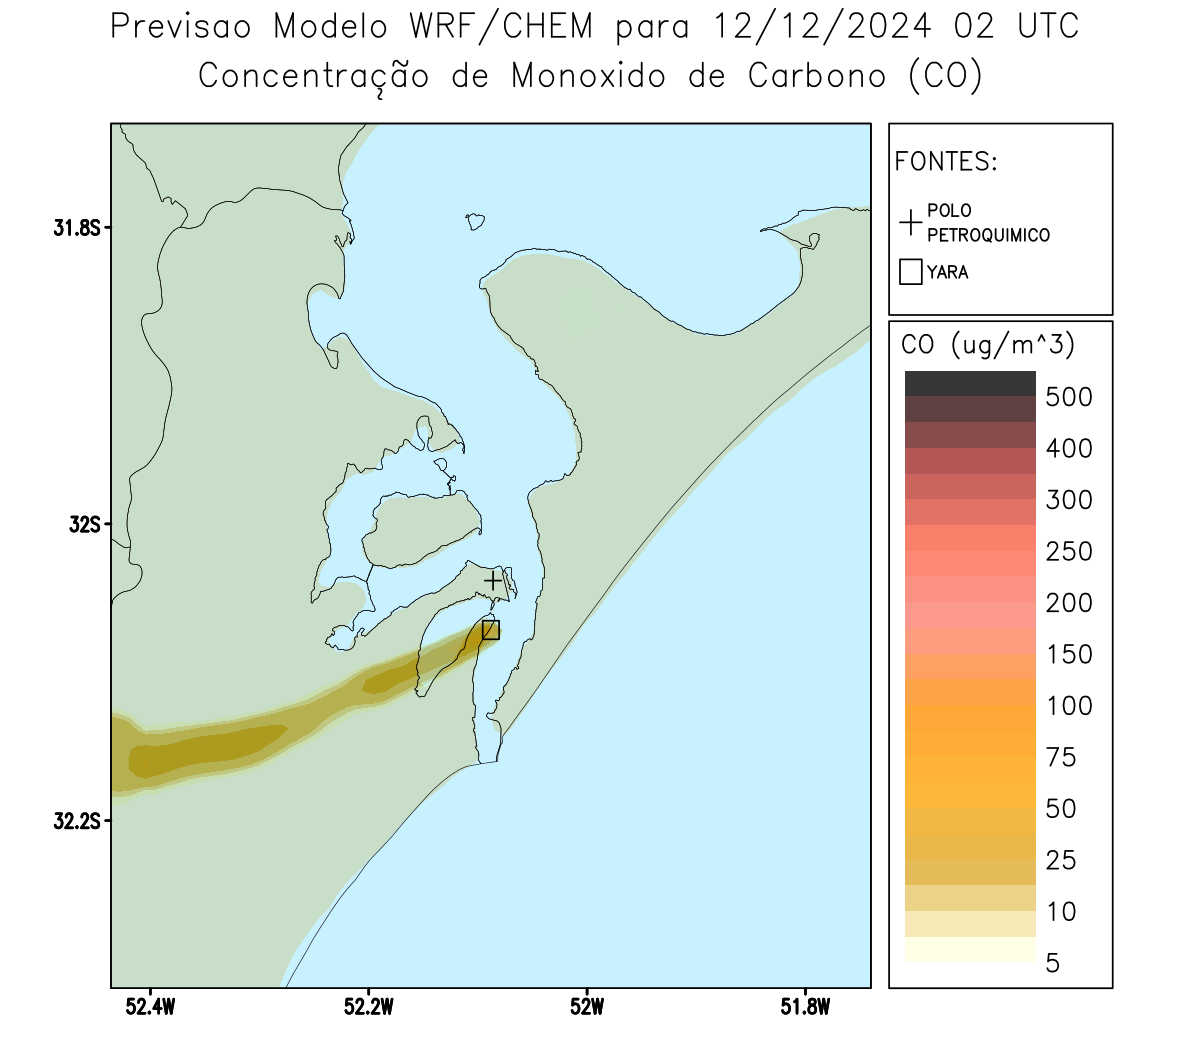 Previsao Modelo WRF/CHEM para 12/12/2024 02 UTC
Concentração de Monoxido de Carbono (CO)
FONTES:
POLO
PETROQUIMICO
YARA
CO (ug/m^3)
500
400
300
250
200
150
100
75
50
25
10
5
31.8S
32S
32.2S
52.4W
52.2W
52W
51.8W